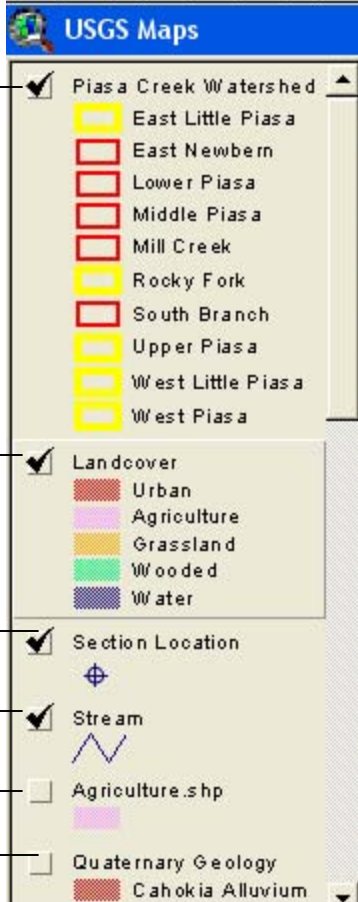 USGS Maps
Piasa Creek Watershed
East Little Piasa
East Newbern
Lower Piasa
Middle Piasa
Mill Creek
Rocky Fork
South Branch
Upper Piasa
West Little Piasa
West Piasa
Landcover
Urban
Agriculture
Grassland
Wooded
Water
Section Location
Stream
Agriculture.shp
Quaternary Geology
Cahokia Alluvium